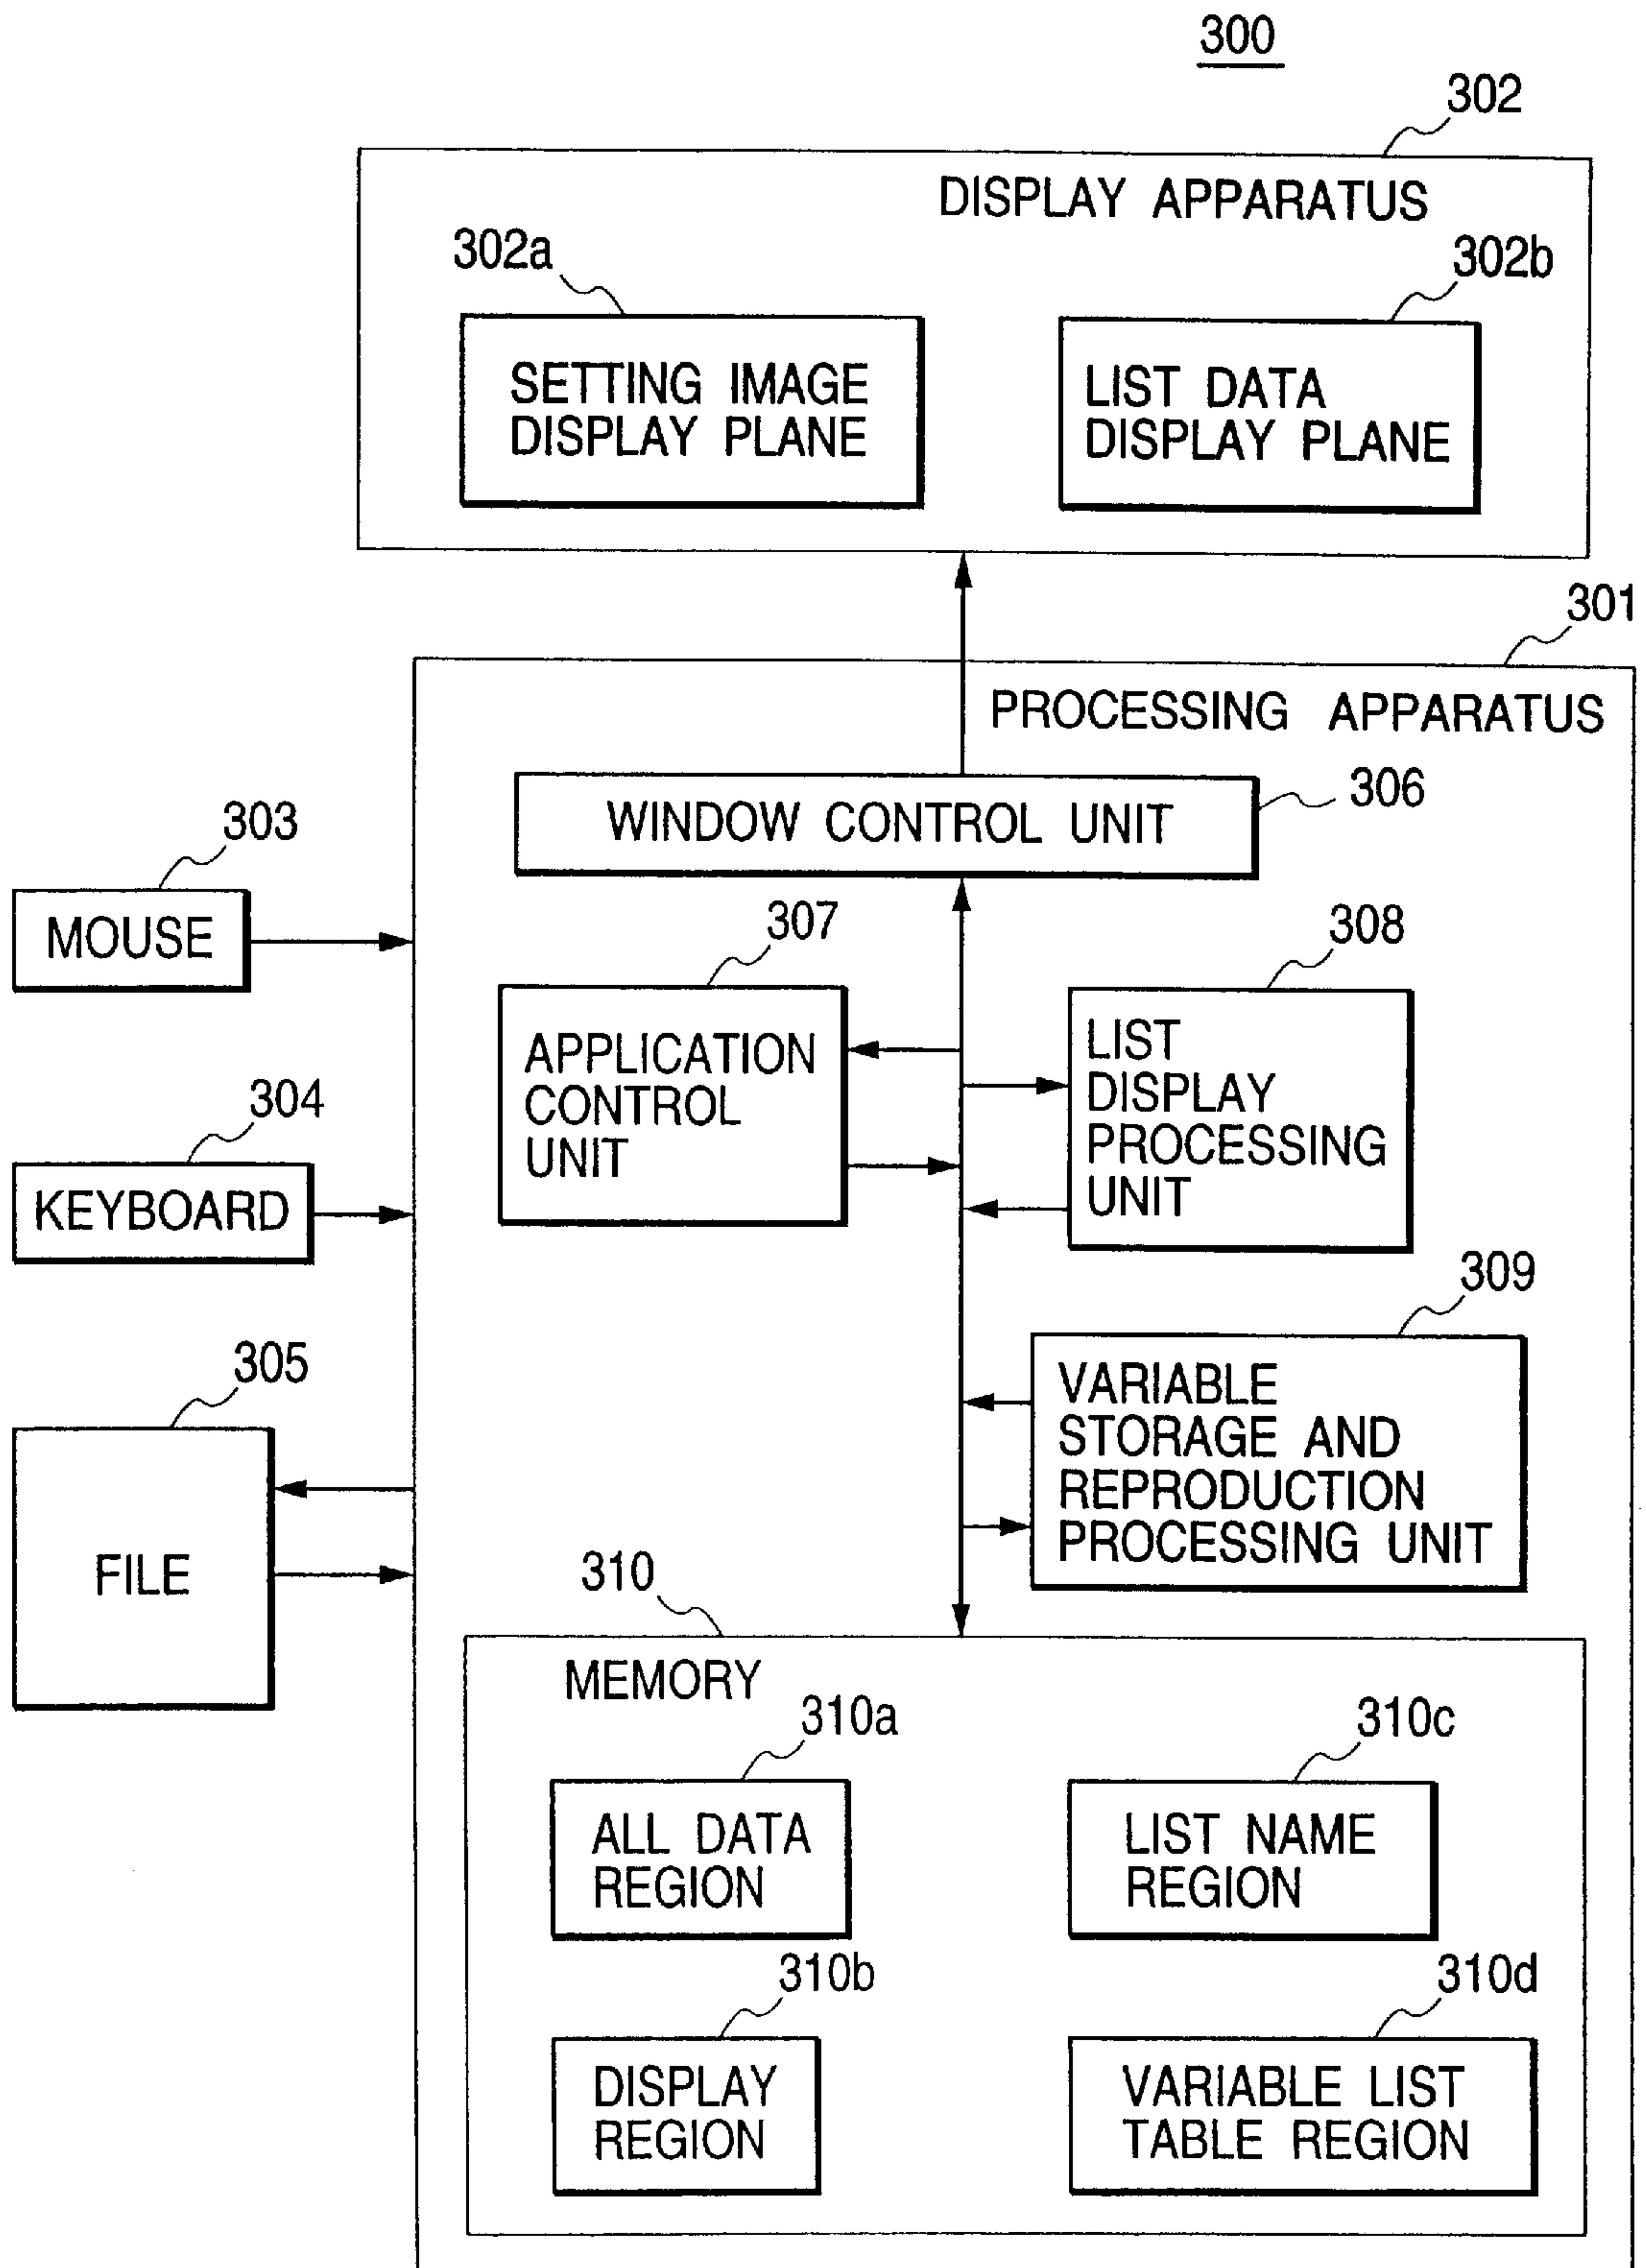 300
302
DISPLAY APPARATUS
302a
302b
SETTING IMAGE
DISPLAY PLANE
LIST DATA
DISPLAY PLANE
301
PROCESSING APPARATUS
WINDOW CONTROL UNIT
306
303
MOUSE
307
308
APPLICATION
CONTROL
UNIT
LIST
DISPLAY
PROCESSING
UNIT
304
KEYBOARD
309
305
VARIABLE
STORAGE AND
REPRODUCTION
PROCESSING UNIT
FILE
310
MEMORY
310a
310c
ALL DATA
REGION
LIST NAME
REGION
310b
310d
DISPLAY
REGION
VARIABLE LIST
TABLE REGION